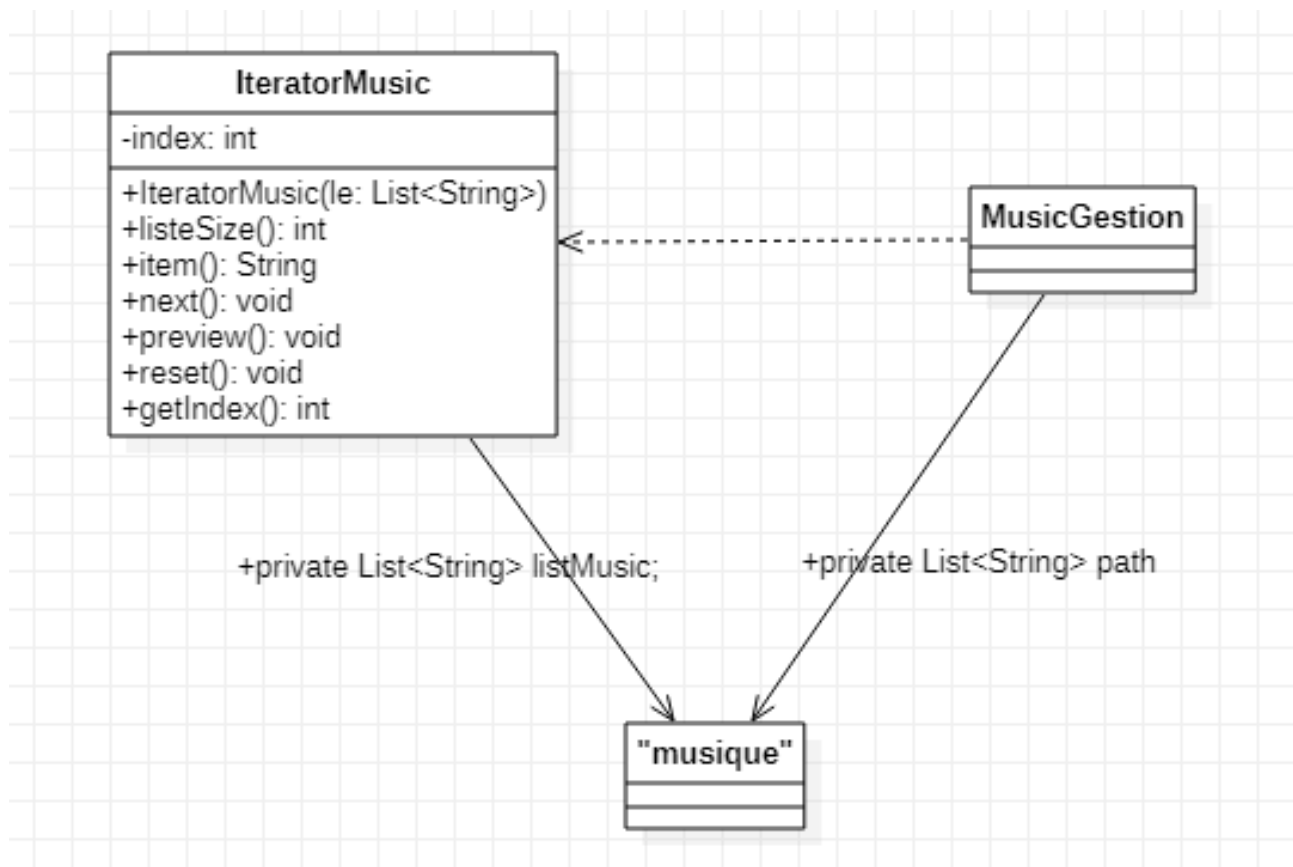 IteratorMusic
-index: int
+IteratorMusic(le: List<String>)
+listeSize(): int
+item(): String
+next(): void
+preview(): void
+reset(): void
+getIndex(): int
MusicGestion
+private List<String> listMusic;
+private List<String> path
"musique"